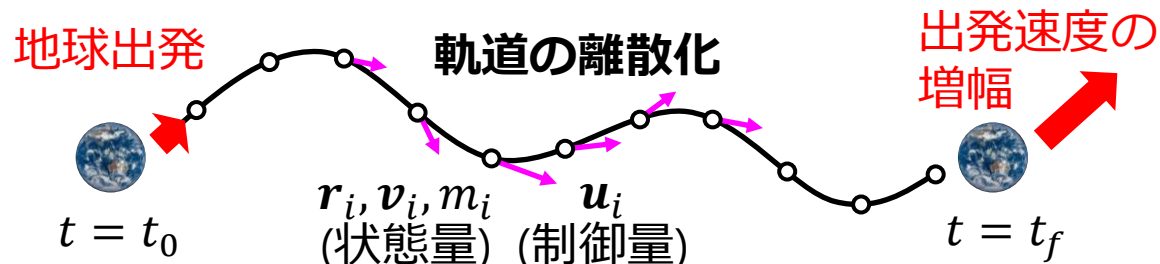 地球出発
軌道の離散化
出発速度の
増幅
𝒓ᵢ, 𝒗ᵢ, mᵢ
(状態量)
𝒖ᵢ
(制御量)
t = t₀
t = t_f